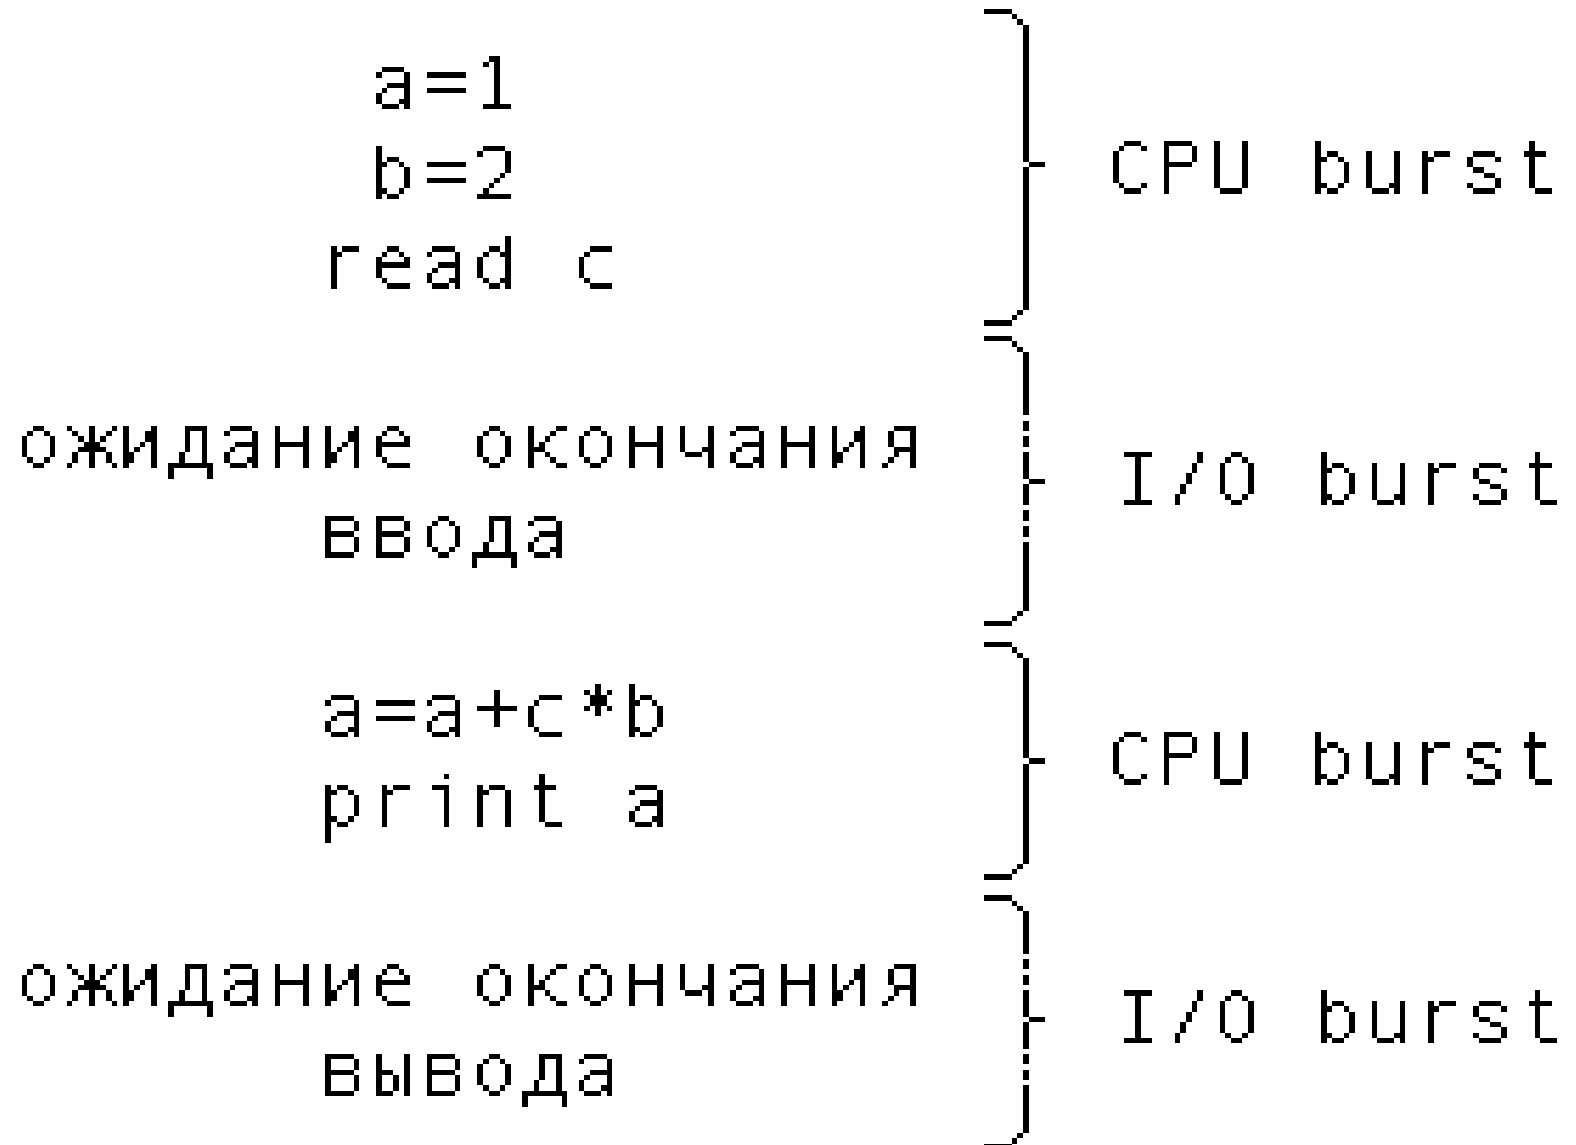 a=1
b=2
read c
CPU burst
ожидание окончания
ввода
I/O burst
a=a+c*b
print a
CPU burst
ожидание окончания
вывода
I/O burst